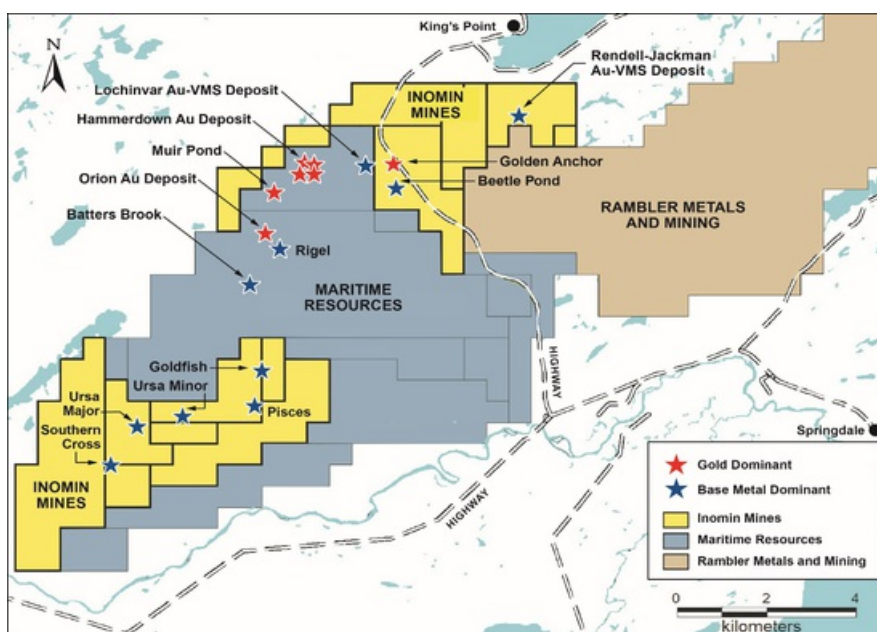 King's Point
N
Rendell-Jackman
Au-VMS Deposit
Lochinvar Au-VMS Deposit
INOMIN
MINES
Hammerdown Au Deposit
Muir Pond
Golden Anchor
Orion Au Deposit
Beetle Pond
Batters Brook
RAMBLER METALS
AND MINING
Rigel
MARITIME
RESOURCES
Goldfish
Ursa Minor
HIGHWAY
Ursa
Major
Pisces
Southern
Cross
Springdale
INOMIN
MINES
HIGHWAY
Gold Dominant
Base Metal Dominant
Inomin Mines
Maritime Resources
Rambler Metals and Mining
0 2 4
kilometers